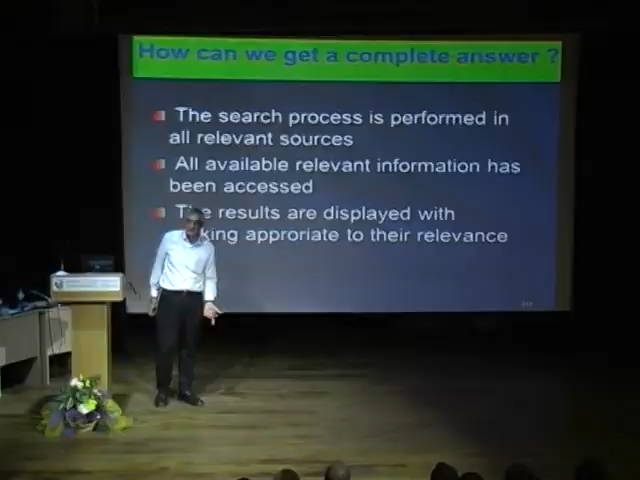 How can we get a complete answer ?
The search process is performed in
all relevant sources
All available relevant information has
been accessed
The results are displayed with
king approriate to their relevance